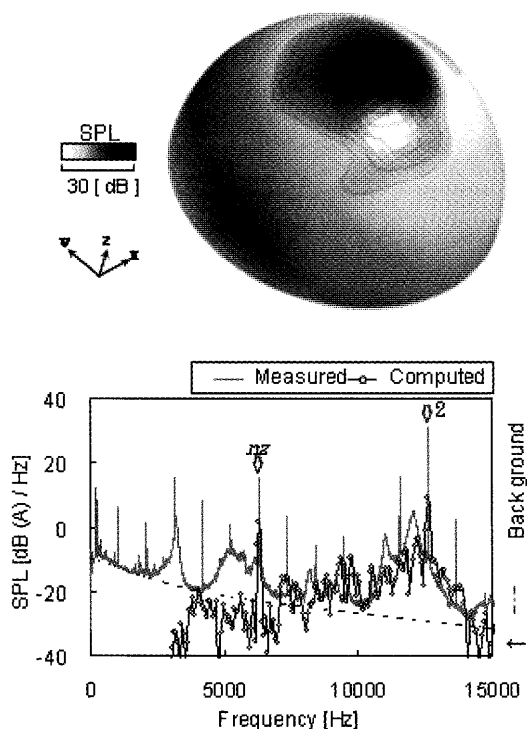 SPL
30 [ dB ]
y z x
Measured Computed
40
20
0
-20
-40
SPL [dB (A) / Hz]
nz
2
Back ground
0 5000 10000 15000
Frequency [Hz]